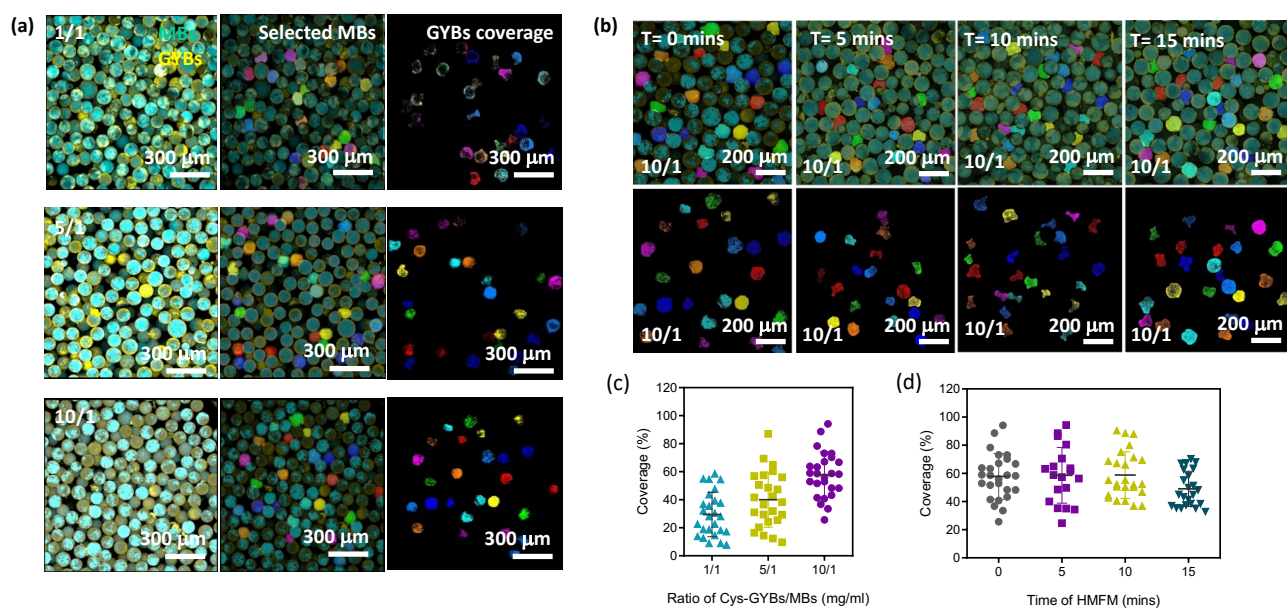 (a)
1/1
MBs
GYBs
Selected MBs
GYBs coverage
300 µm
300 µm
300 µm
5/1
300 µm
300 µm
300 µm
10/1
300 µm
300 µm
300 µm
(b)
T= 0 mins
T= 5 mins
T= 10 mins
T= 15 mins
10/1
200 µm
10/1
200 µm
10/1
200 µm
10/1
200 µm
10/1
200 µm
10/1
200 µm
10/1
200 µm
10/1
200 µm
(c)
120
100
80
60
40
20
0
Coverage (%)
1/1
5/1
10/1
Ratio of Cys-GYBs/MBs (mg/ml)
(d)
120
100
80
60
40
20
0
Coverage (%)
0
5
10
15
Time of HMFM (mins)